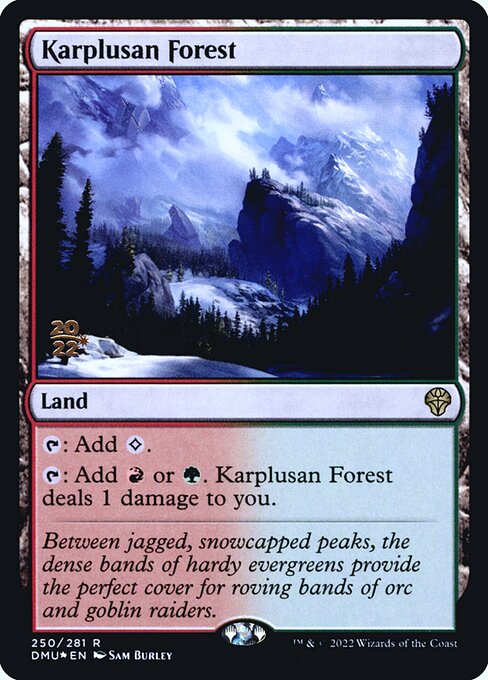 Karplusan Forest
20
22
Land
: Add .
: Add or . Karplusan Forest
deals 1 damage to you.
Between jagged, snowcapped peaks, the
dense bands of hardy evergreens provide
the perfect cover for roving bands of orc
and goblin raiders.
250/281 R
DMU★EN Sam Burley
™ & © 2022 Wizards of the Coast